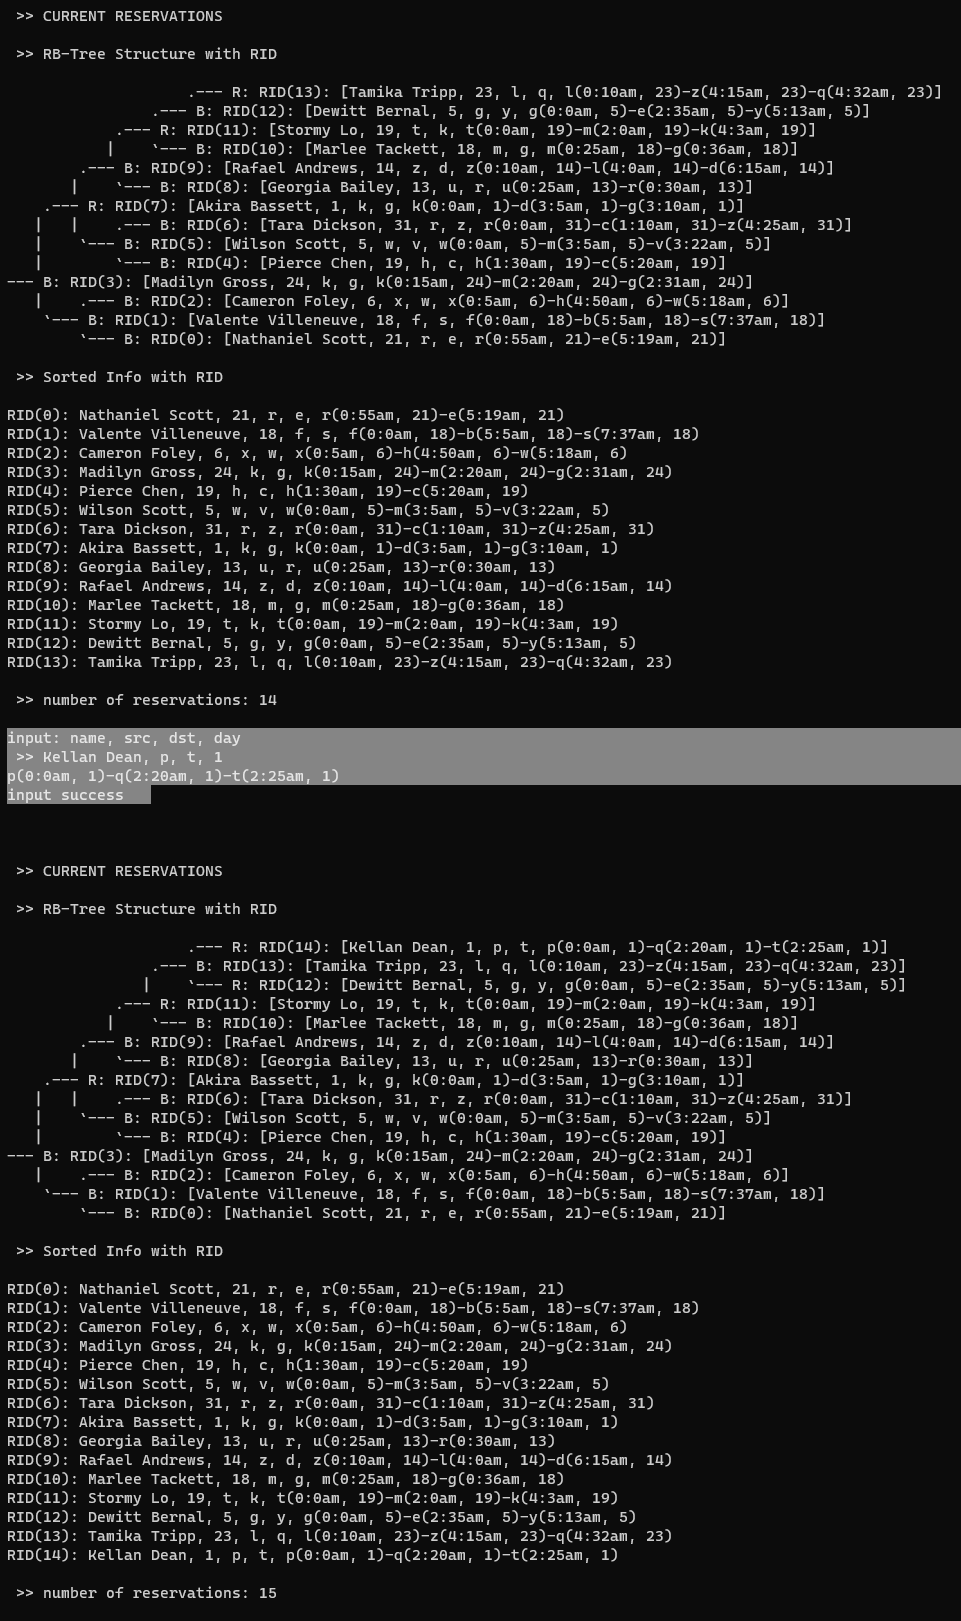 >> CURRENT RESERVATIONS
>> RB-Tree Structure with RID
.--- R: RID(13): [Tamika Tripp, 23, l, q, l(0:10am, 23)-z(4:15am, 23)-q(4:32am, 23)]
.--- B: RID(12): [Dewitt Bernal, 5, g, y, g(0:0am, 5)-e(2:35am, 5)-y(5:13am, 5)]
.--- R: RID(11): [Stormy Lo, 19, t, k, t(0:0am, 19)-m(2:0am, 19)-k(4:3am, 19)]
|    `--- B: RID(10): [Marlee Tackett, 18, m, g, m(0:25am, 18)-g(0:36am, 18)]
.--- B: RID(9): [Rafael Andrews, 14, z, d, z(0:10am, 14)-l(4:0am, 14)-d(6:15am, 14)]
|    `--- B: RID(8): [Georgia Bailey, 13, u, r, u(0:25am, 13)-r(0:30am, 13)]
.--- R: RID(7): [Akira Bassett, 1, k, g, k(0:0am, 1)-d(3:5am, 1)-g(3:10am, 1)]
|   |    .--- B: RID(6): [Tara Dickson, 31, r, z, r(0:0am, 31)-c(1:10am, 31)-z(4:25am, 31)]
|    `--- B: RID(5): [Wilson Scott, 5, w, v, w(0:0am, 5)-m(3:5am, 5)-v(3:22am, 5)]
|        `--- B: RID(4): [Pierce Chen, 19, h, c, h(1:30am, 19)-c(5:20am, 19)]
--- B: RID(3): [Madilyn Gross, 24, k, g, k(0:15am, 24)-m(2:20am, 24)-g(2:31am, 24)]
|    .--- B: RID(2): [Cameron Foley, 6, x, w, x(0:5am, 6)-h(4:50am, 6)-w(5:18am, 6)]
`--- B: RID(1): [Valente Villeneuve, 18, f, s, f(0:0am, 18)-b(5:5am, 18)-s(7:37am, 18)]
`--- B: RID(0): [Nathaniel Scott, 21, r, e, r(0:55am, 21)-e(5:19am, 21)]
>> Sorted Info with RID
RID(0): Nathaniel Scott, 21, r, e, r(0:55am, 21)-e(5:19am, 21)
RID(1): Valente Villeneuve, 18, f, s, f(0:0am, 18)-b(5:5am, 18)-s(7:37am, 18)
RID(2): Cameron Foley, 6, x, w, x(0:5am, 6)-h(4:50am, 6)-w(5:18am, 6)
RID(3): Madilyn Gross, 24, k, g, k(0:15am, 24)-m(2:20am, 24)-g(2:31am, 24)
RID(4): Pierce Chen, 19, h, c, h(1:30am, 19)-c(5:20am, 19)
RID(5): Wilson Scott, 5, w, v, w(0:0am, 5)-m(3:5am, 5)-v(3:22am, 5)
RID(6): Tara Dickson, 31, r, z, r(0:0am, 31)-c(1:10am, 31)-z(4:25am, 31)
RID(7): Akira Bassett, 1, k, g, k(0:0am, 1)-d(3:5am, 1)-g(3:10am, 1)
RID(8): Georgia Bailey, 13, u, r, u(0:25am, 13)-r(0:30am, 13)
RID(9): Rafael Andrews, 14, z, d, z(0:10am, 14)-l(4:0am, 14)-d(6:15am, 14)
RID(10): Marlee Tackett, 18, m, g, m(0:25am, 18)-g(0:36am, 18)
RID(11): Stormy Lo, 19, t, k, t(0:0am, 19)-m(2:0am, 19)-k(4:3am, 19)
RID(12): Dewitt Bernal, 5, g, y, g(0:0am, 5)-e(2:35am, 5)-y(5:13am, 5)
RID(13): Tamika Tripp, 23, l, q, l(0:10am, 23)-z(4:15am, 23)-q(4:32am, 23)
>> number of reservations: 14
input: name, src, dst, day
>> Kellan Dean, p, t, 1
p(0:0am, 1)-q(2:20am, 1)-t(2:25am, 1)
input success
>> CURRENT RESERVATIONS
>> RB-Tree Structure with RID
.--- R: RID(14): [Kellan Dean, 1, p, t, p(0:0am, 1)-q(2:20am, 1)-t(2:25am, 1)]
.--- B: RID(13): [Tamika Tripp, 23, l, q, l(0:10am, 23)-z(4:15am, 23)-q(4:32am, 23)]
|    `--- R: RID(12): [Dewitt Bernal, 5, g, y, g(0:0am, 5)-e(2:35am, 5)-y(5:13am, 5)]
.--- R: RID(11): [Stormy Lo, 19, t, k, t(0:0am, 19)-m(2:0am, 19)-k(4:3am, 19)]
|    `--- B: RID(10): [Marlee Tackett, 18, m, g, m(0:25am, 18)-g(0:36am, 18)]
.--- B: RID(9): [Rafael Andrews, 14, z, d, z(0:10am, 14)-l(4:0am, 14)-d(6:15am, 14)]
|    `--- B: RID(8): [Georgia Bailey, 13, u, r, u(0:25am, 13)-r(0:30am, 13)]
.--- R: RID(7): [Akira Bassett, 1, k, g, k(0:0am, 1)-d(3:5am, 1)-g(3:10am, 1)]
|   |    .--- B: RID(6): [Tara Dickson, 31, r, z, r(0:0am, 31)-c(1:10am, 31)-z(4:25am, 31)]
|    `--- B: RID(5): [Wilson Scott, 5, w, v, w(0:0am, 5)-m(3:5am, 5)-v(3:22am, 5)]
|        `--- B: RID(4): [Pierce Chen, 19, h, c, h(1:30am, 19)-c(5:20am, 19)]
--- B: RID(3): [Madilyn Gross, 24, k, g, k(0:15am, 24)-m(2:20am, 24)-g(2:31am, 24)]
|    .--- B: RID(2): [Cameron Foley, 6, x, w, x(0:5am, 6)-h(4:50am, 6)-w(5:18am, 6)]
`--- B: RID(1): [Valente Villeneuve, 18, f, s, f(0:0am, 18)-b(5:5am, 18)-s(7:37am, 18)]
`--- B: RID(0): [Nathaniel Scott, 21, r, e, r(0:55am, 21)-e(5:19am, 21)]
>> Sorted Info with RID
RID(0): Nathaniel Scott, 21, r, e, r(0:55am, 21)-e(5:19am, 21)
RID(1): Valente Villeneuve, 18, f, s, f(0:0am, 18)-b(5:5am, 18)-s(7:37am, 18)
RID(2): Cameron Foley, 6, x, w, x(0:5am, 6)-h(4:50am, 6)-w(5:18am, 6)
RID(3): Madilyn Gross, 24, k, g, k(0:15am, 24)-m(2:20am, 24)-g(2:31am, 24)
RID(4): Pierce Chen, 19, h, c, h(1:30am, 19)-c(5:20am, 19)
RID(5): Wilson Scott, 5, w, v, w(0:0am, 5)-m(3:5am, 5)-v(3:22am, 5)
RID(6): Tara Dickson, 31, r, z, r(0:0am, 31)-c(1:10am, 31)-z(4:25am, 31)
RID(7): Akira Bassett, 1, k, g, k(0:0am, 1)-d(3:5am, 1)-g(3:10am, 1)
RID(8): Georgia Bailey, 13, u, r, u(0:25am, 13)-r(0:30am, 13)
RID(9): Rafael Andrews, 14, z, d, z(0:10am, 14)-l(4:0am, 14)-d(6:15am, 14)
RID(10): Marlee Tackett, 18, m, g, m(0:25am, 18)-g(0:36am, 18)
RID(11): Stormy Lo, 19, t, k, t(0:0am, 19)-m(2:0am, 19)-k(4:3am, 19)
RID(12): Dewitt Bernal, 5, g, y, g(0:0am, 5)-e(2:35am, 5)-y(5:13am, 5)
RID(13): Tamika Tripp, 23, l, q, l(0:10am, 23)-z(4:15am, 23)-q(4:32am, 23)
RID(14): Kellan Dean, 1, p, t, p(0:0am, 1)-q(2:20am, 1)-t(2:25am, 1)
>> number of reservations: 15